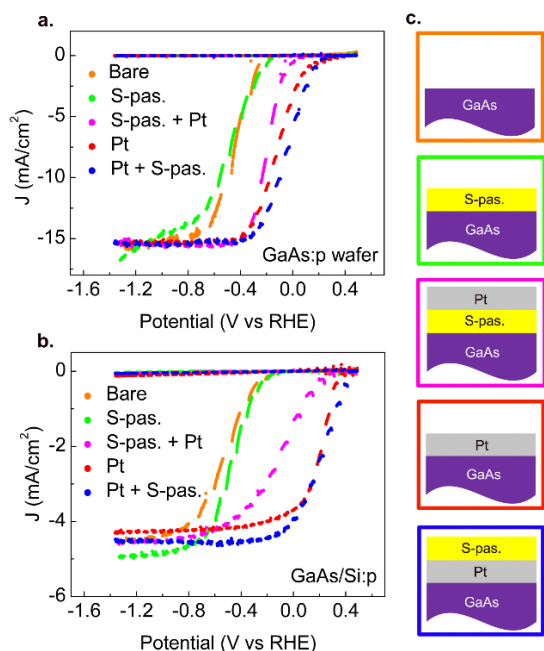 a.
0
-5
-10
-15
J (mA/cm²)
Bare
S-pas.
S-pas. + Pt
Pt
Pt + S-pas.
GaAs:p wafer
-1.6 -1.2 -0.8 -0.4 0.0 0.4
Potential (V vs RHE)
b.
0
-2
-4
-6
J (mA/cm²)
Bare
S-pas.
S-pas. + Pt
Pt
Pt + S-pas.
GaAs/Si:p
-1.6 -1.2 -0.8 -0.4 0.0 0.4
Potential (V vs RHE)
c.
GaAs
S-pas.
GaAs
Pt
S-pas.
GaAs
Pt
GaAs
S-pas.
Pt
GaAs